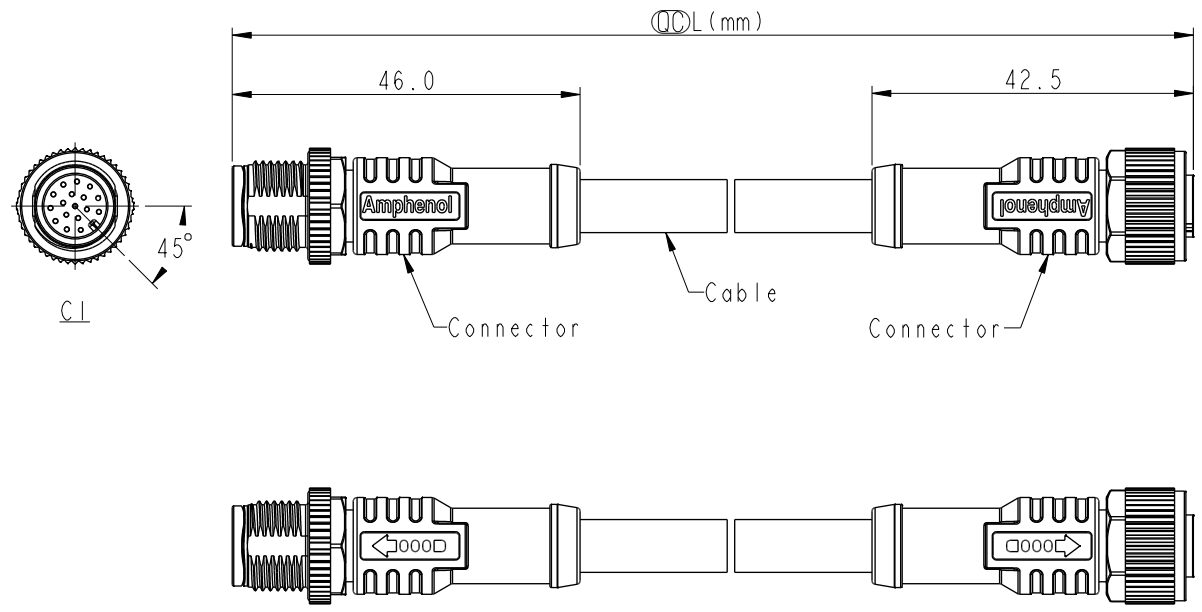 QC L(mm)
46.0
42.5
Amphenol
Amphenol
45°
C1
Cable
Connector
Connector